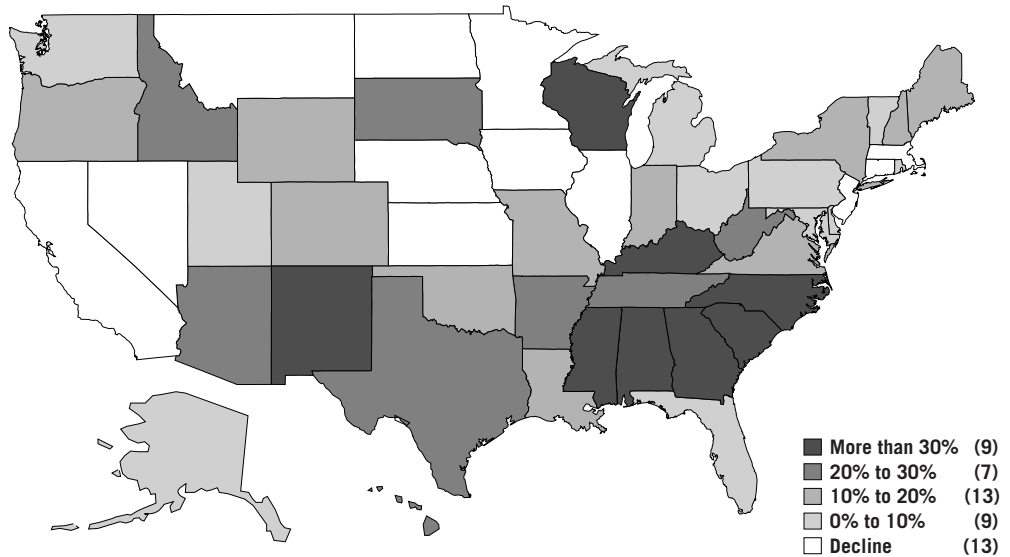 More than 30% (9)
20% to 30% (7)
10% to 20% (13)
0% to 10% (9)
Decline (13)